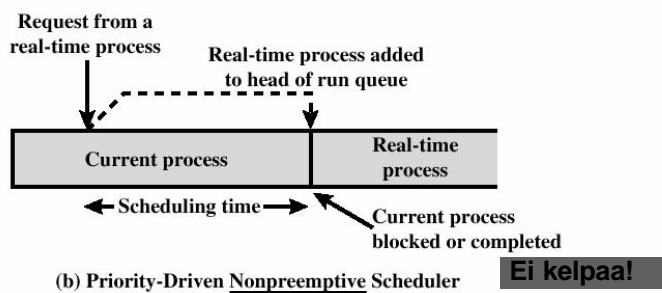 Request from a
real-time process
Real-time process added
to head of run queue
Current process
Real-time
process
Scheduling time
Current process
blocked or completed
(b) Priority-Driven Nonpreemptive Scheduler
Ei kelpaa!